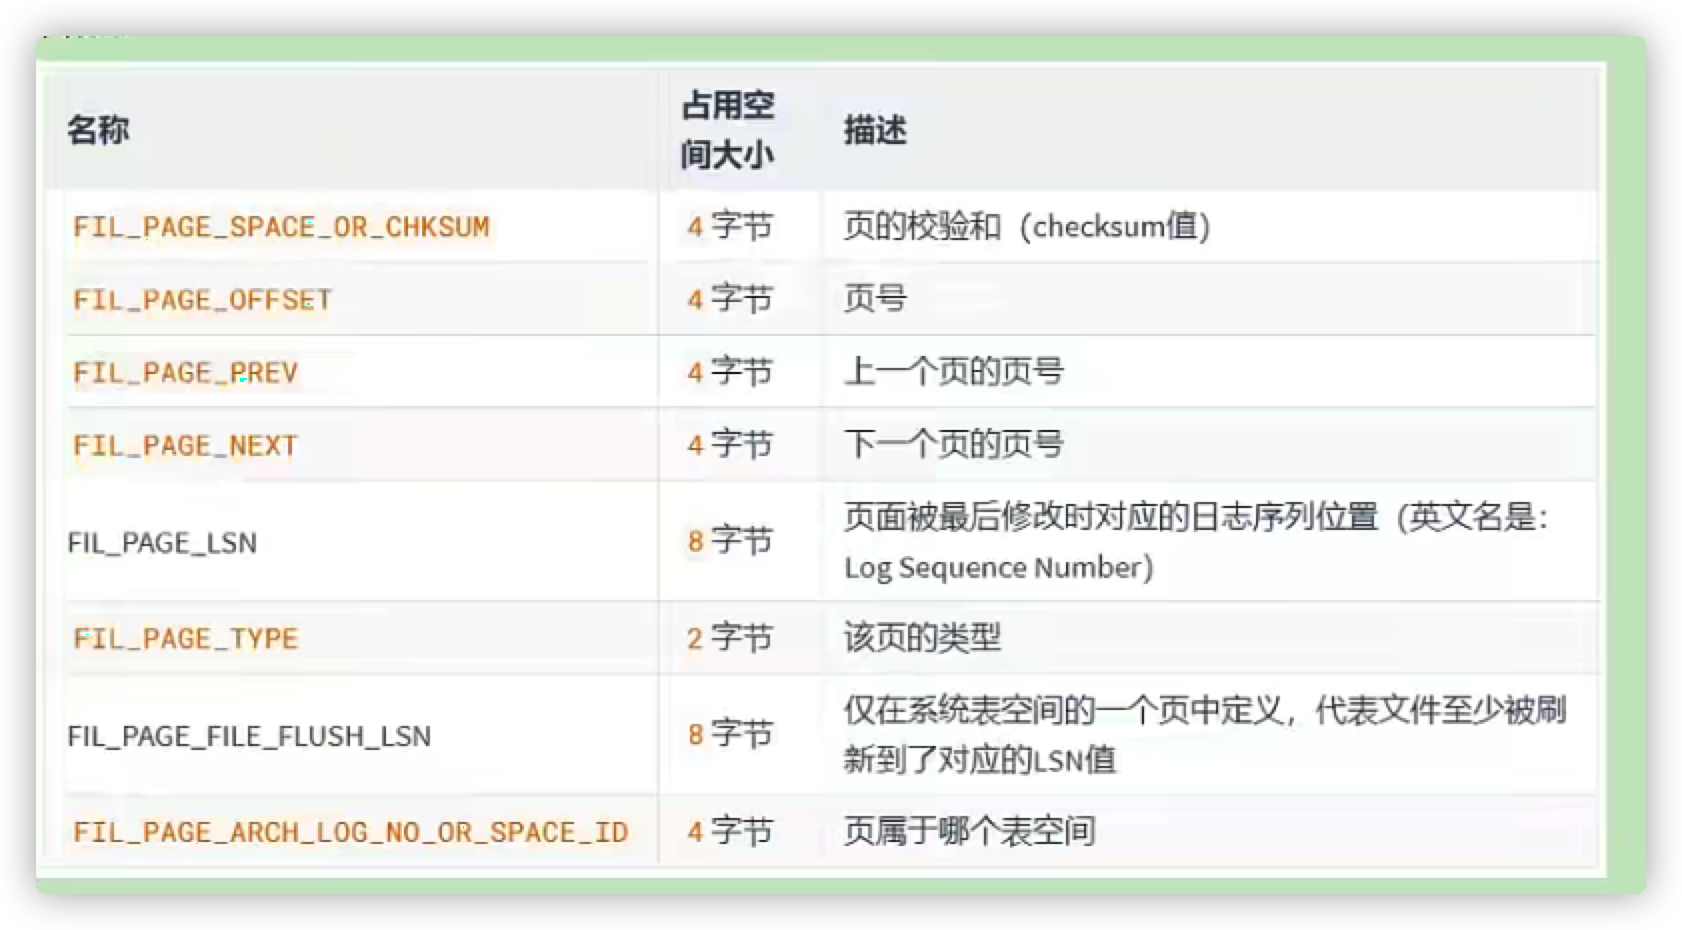 名称
占用空
间大小
描述
FIL_PAGE_SPACE_OR_CHKSUM 4 字节 页的校验和（checksum值）
FIL_PAGE_OFFSET 4 字节 页号
FIL_PAGE_PREV 4 字节 上一个页的页号
FIL_PAGE_NEXT 4 字节 下一个页的页号
FIL_PAGE_LSN 8 字节 页面被最后修改时对应的日志序列位置（英文名是：
Log Sequence Number）
FIL_PAGE_TYPE 2 字节 该页的类型
FIL_PAGE_FILE_FLUSH_LSN 8 字节 仅在系统表空间的一个页中定义，代表文件至少被刷
新到了对应的LSN值
FIL_PAGE_ARCH_LOG_NO_OR_SPACE_ID 4 字节 页属于哪个表空间